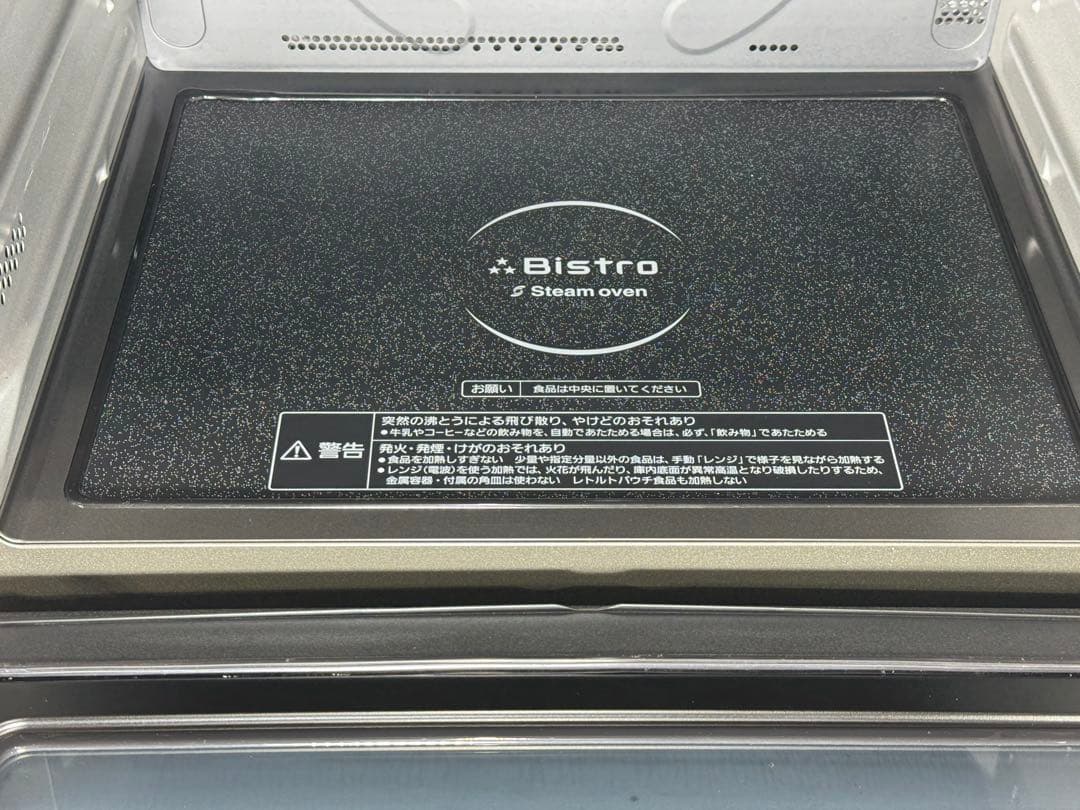 Bistro
Steam oven
お願い 食品は中央に置いてください
警告
突然の沸とうによる飛び散り、やけどのおそれあり
●牛乳やコーヒーなどの飲み物を、自動であたためる場合は、必ず、「飲み物」であたためる
発火・発煙・けがのおそれあり
●食品を加熱しすぎない 少量や指定分量以外の食品は、手動「レンジ」で様子を見ながら加熱する
●レンジ(電波)を使う加熱では、火花が飛んだり、庫内底面が異常高温となり破損したりするため、
金属容器・付属の角皿は使わない レトルトパウチ食品も加熱しない